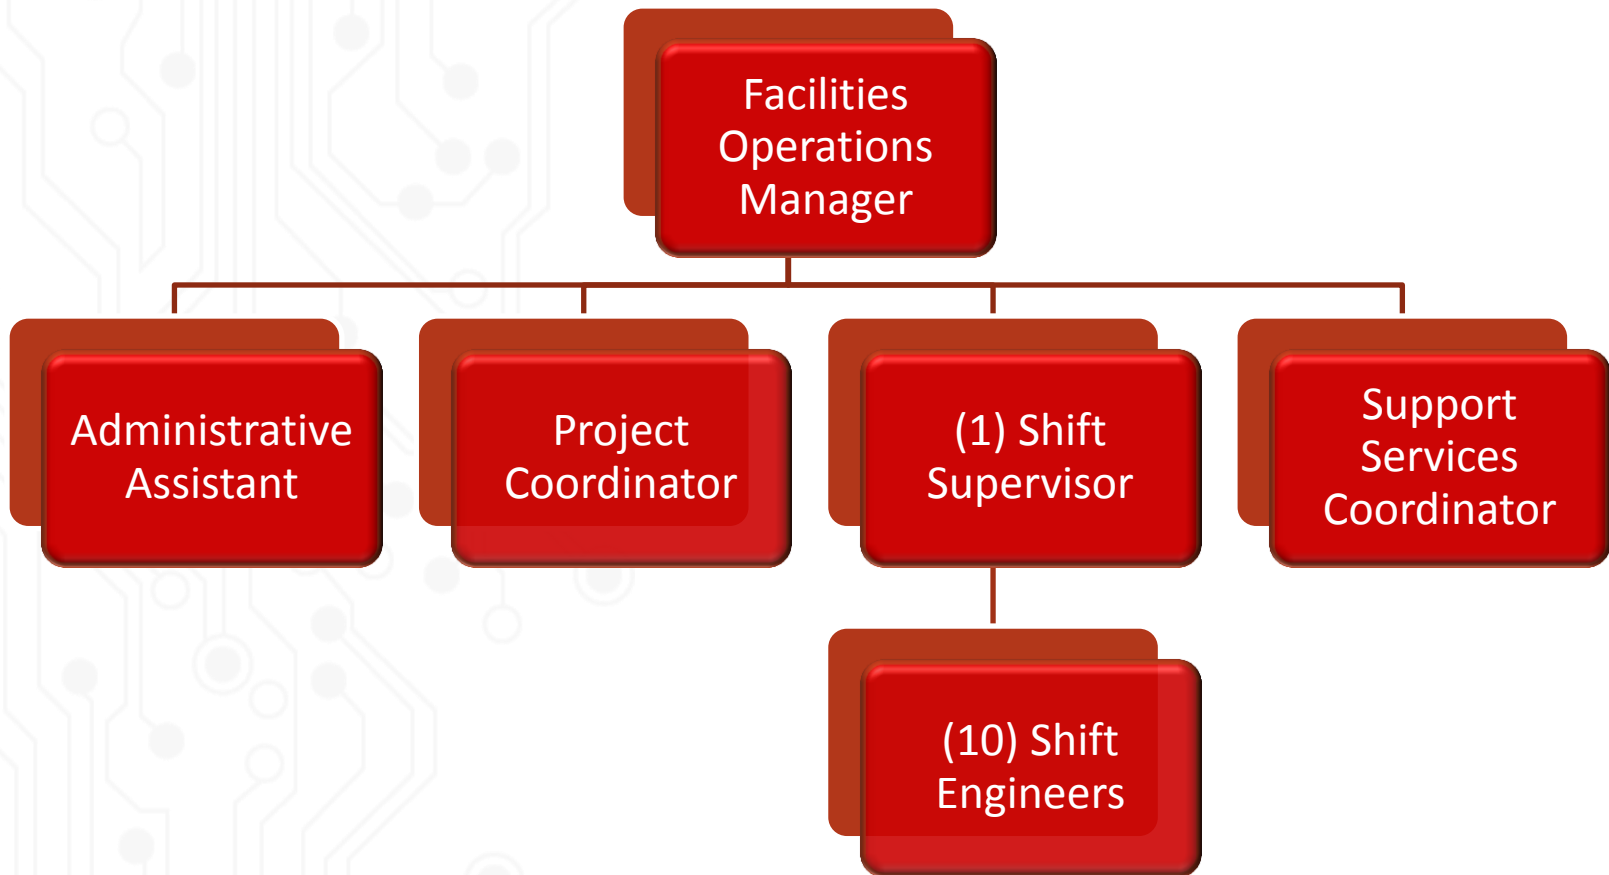 Facilities
Operations
Manager
Administrative
Assistant
Project
Coordinator
(1) Shift
Supervisor
Support
Services
Coordinator
(10) Shift
Engineers